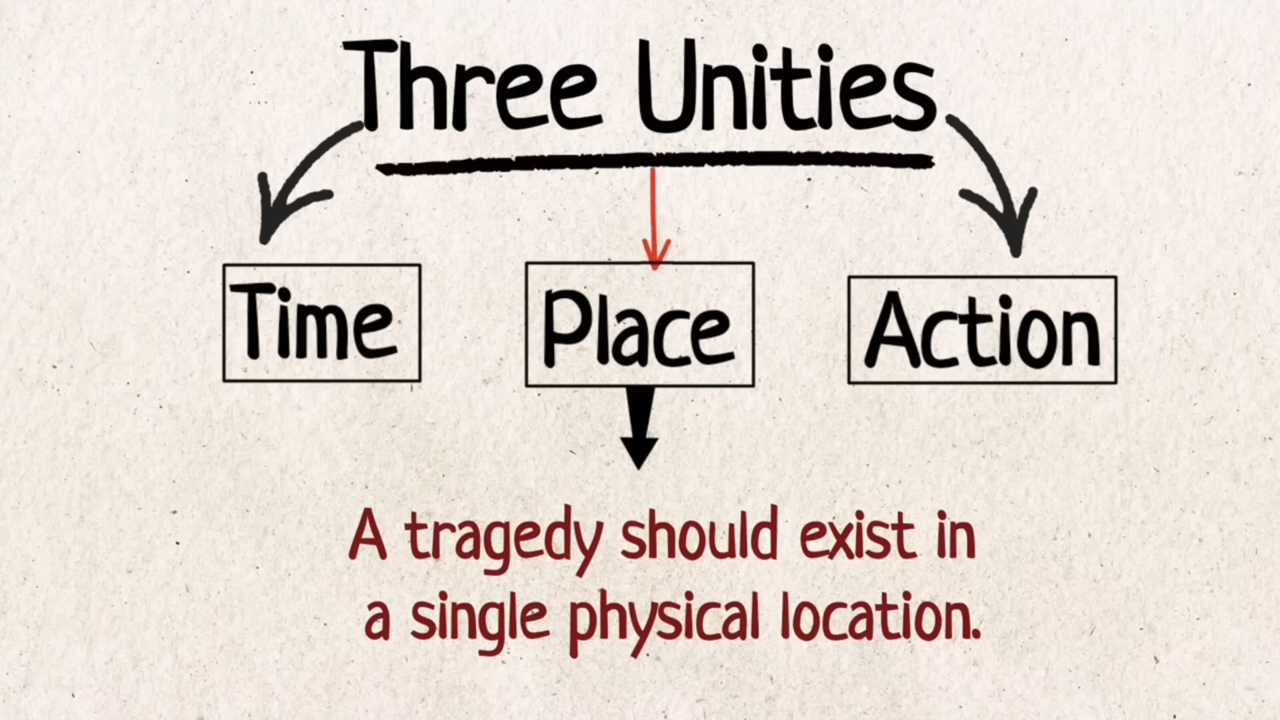 Three Unities
Time
Place
Action
A tragedy should exist in
a single physical location.